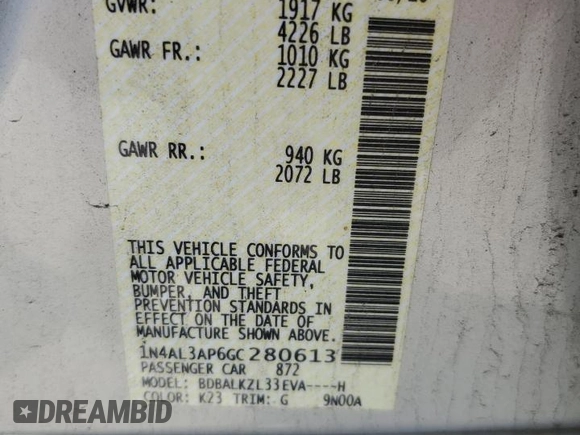 GVWR: 1917 KG
4226 LB
GAWR FR.: 1010 KG
2227 LB
GAWR RR.: 940 KG
2072 LB
THIS VEHICLE CONFORMS TO
ALL APPLICABLE FEDERAL
MOTOR VEHICLE SAFETY,
BUMPER, AND THEFT
PREVENTION STANDARDS IN
EFFECT ON THE DATE OF
MANUFACTURE SHOWN ABOVE.
1N4AL3AP6GC280613
PASSENGER CAR 872
MODEL: BDBALKZL33EVA----H
COLOR: K23 TRIM: G 9N00A
DREAMBID